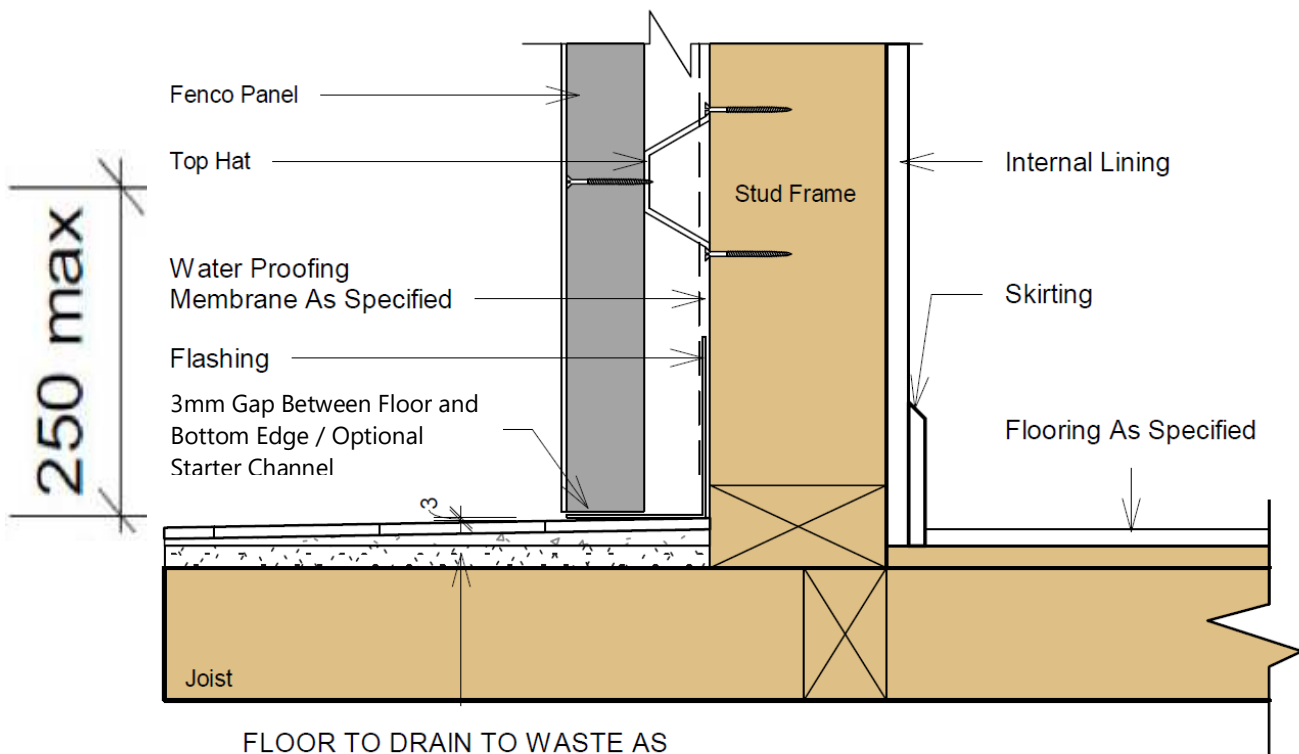 Fenco Panel
Top Hat
250 max
Water Proofing
Membrane As Specified
Flashing
3mm Gap Between Floor and
Bottom Edge / Optional
Starter Channel
3
Stud Frame
Internal Lining
Skirting
Flooring As Specified
Joist
FLOOR TO DRAIN TO WASTE AS